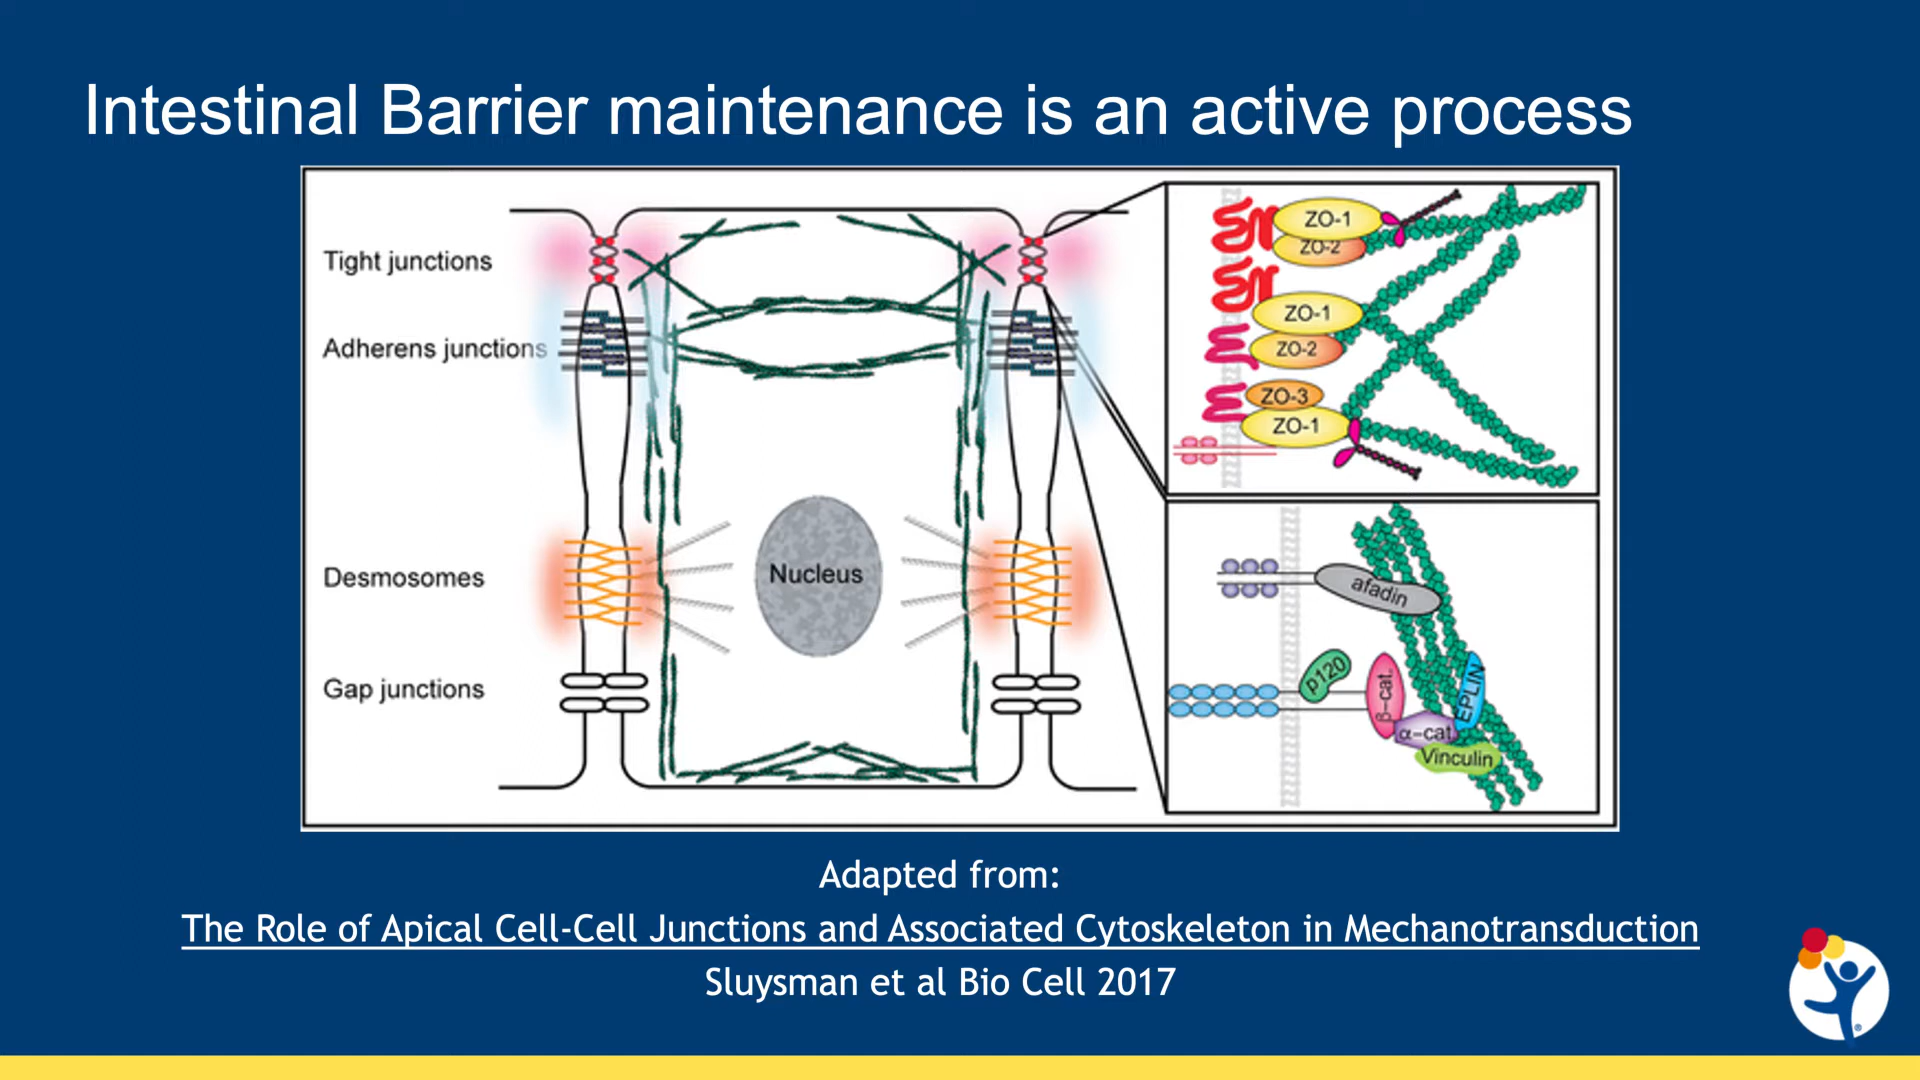 Intestinal Barrier maintenance is an active process
Tight junctions
Adherens junctions
Desmosomes
Gap junctions
Nucleus
ZO-1
ZO-2
ZO-1
ZO-2
ZO-3
ZO-1
afadin
p120
β-cat.
α-cat
EPLIN
Vinculin
Adapted from:
The Role of Apical Cell-Cell Junctions and Associated Cytoskeleton in Mechanotransduction
Sluysman et al Bio Cell 2017
®